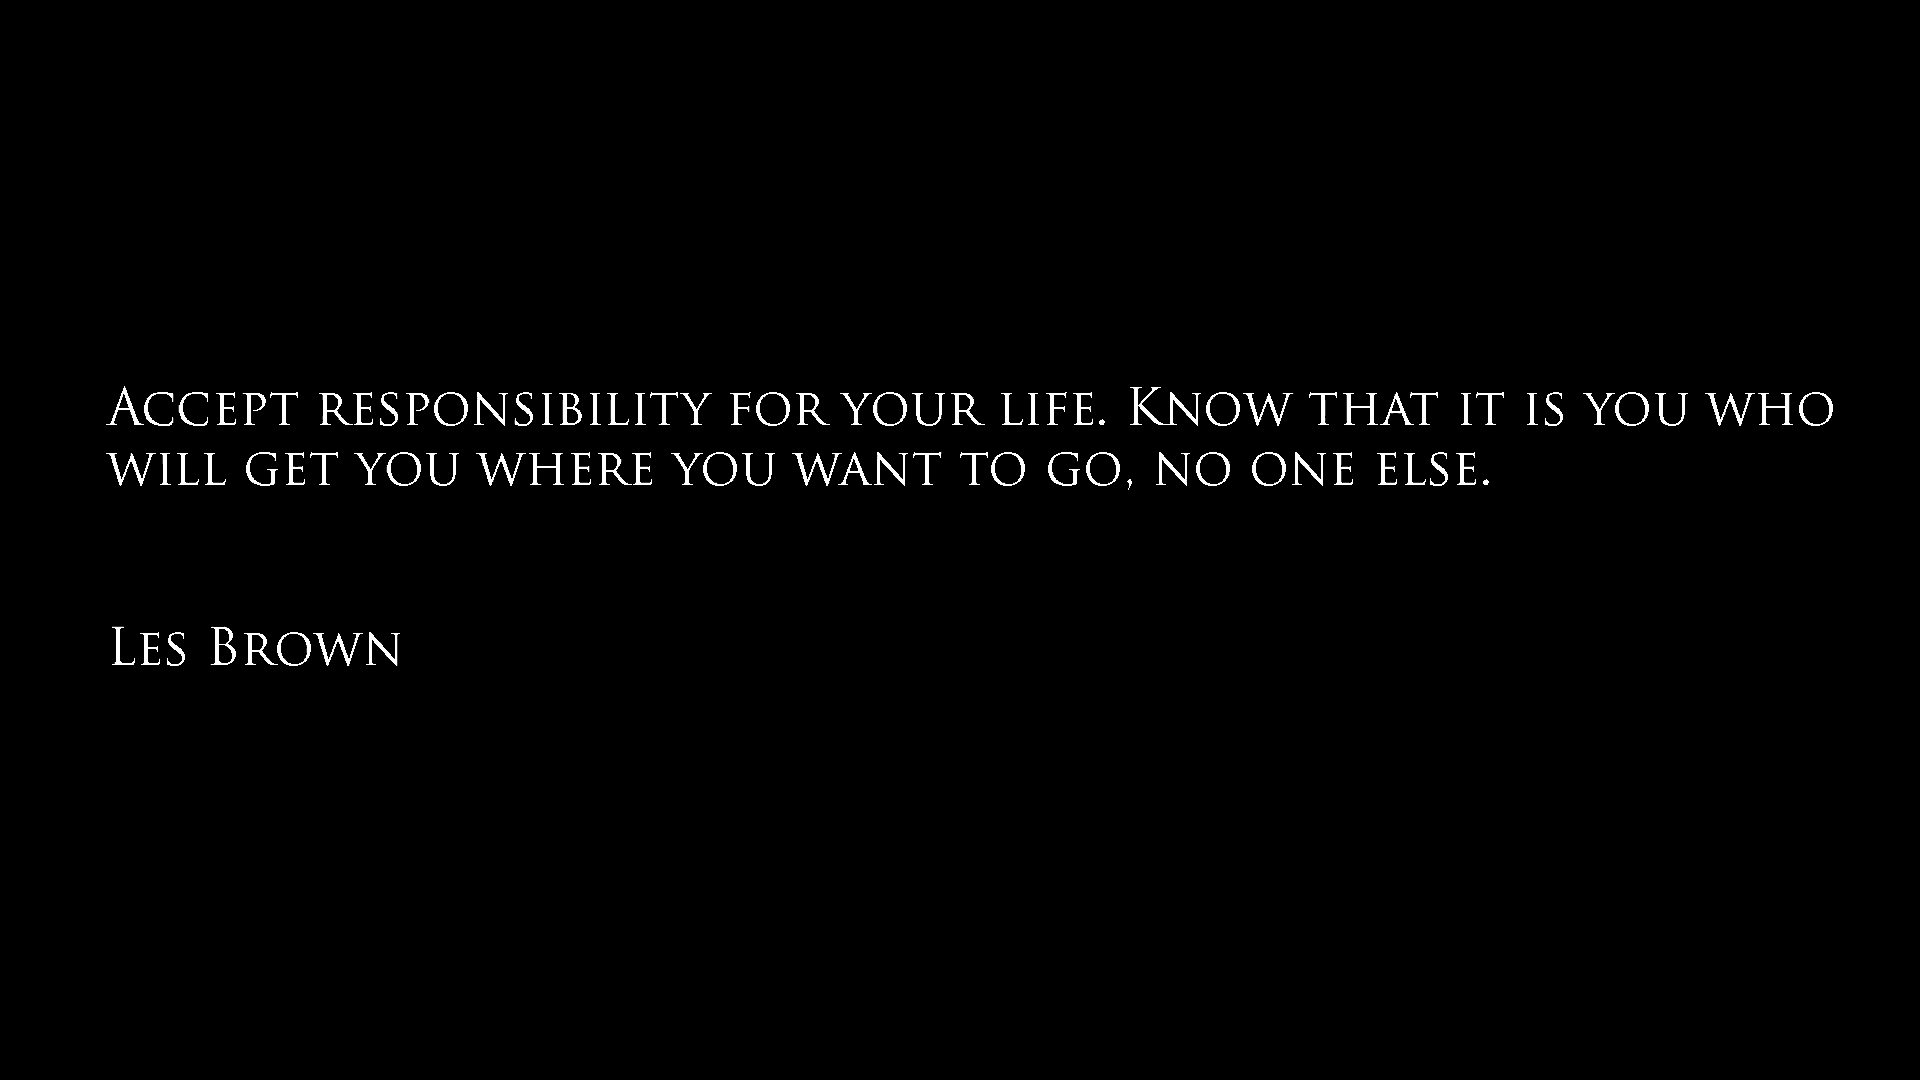 Accept responsibility for your life. Know that it is you who
will get you where you want to go, no one else.
Les Brown